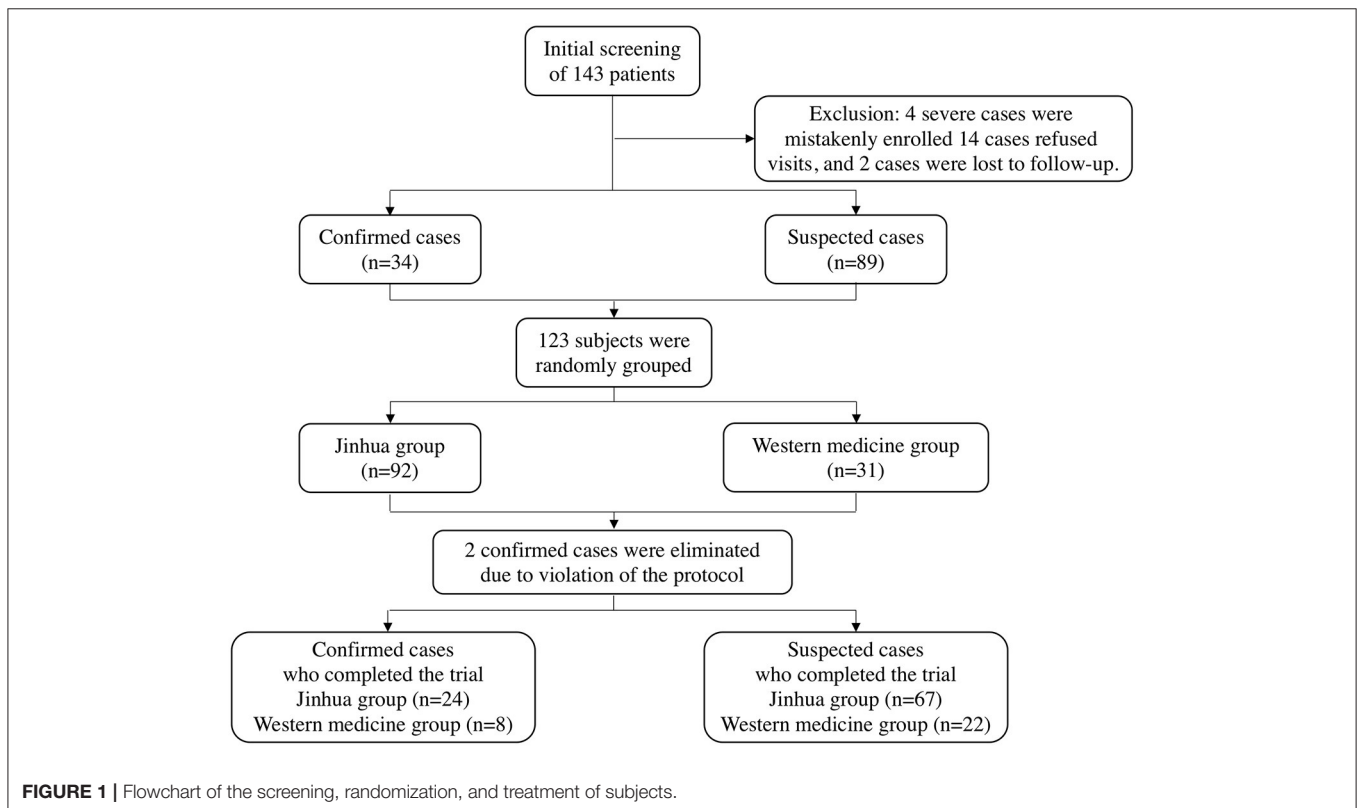 Initial screening
of 143 patients
Exclusion: 4 severe cases were
mistakenly enrolled 14 cases refused
visits, and 2 cases were lost to follow-up.
Confirmed cases
(n=34)
Suspected cases
(n=89)
123 subjects were
randomly grouped
Jinhua group
(n=92)
Western medicine group
(n=31)
2 confirmed cases were eliminated
due to violation of the protocol
Confirmed cases
who completed the trial
Jinhua group (n=24)
Western medicine group (n=8)
Suspected cases
who completed the trial
Jinhua group (n=67)
Western medicine group (n=22)
FIGURE 1 | Flowchart of the screening, randomization, and treatment of subjects.